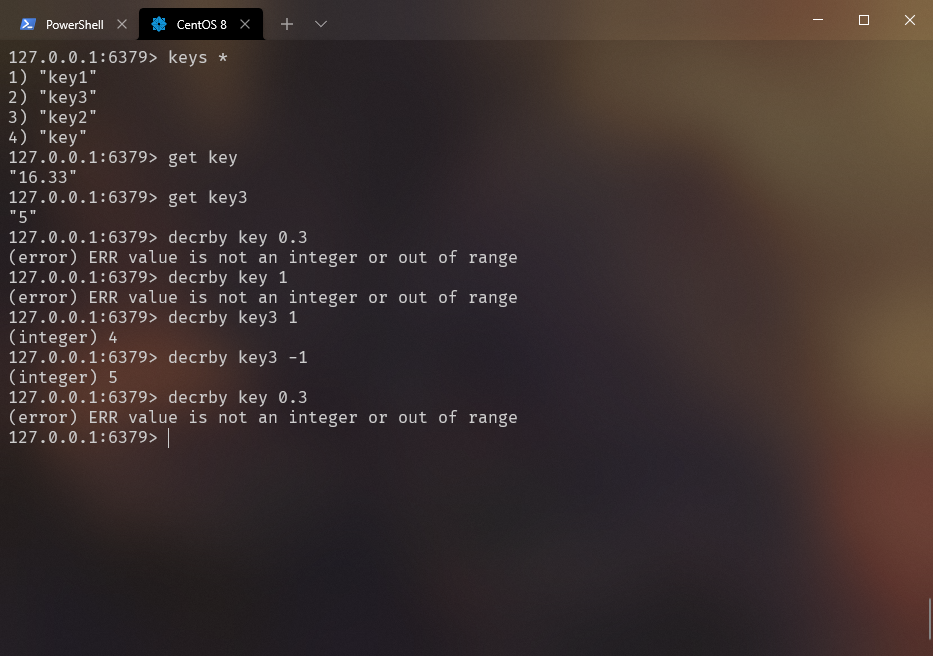 PowerShell
CentOS 8
127.0.0.1:6379> keys *
1) "key1"
2) "key3"
3) "key2"
4) "key"
127.0.0.1:6379> get key
"16.33"
127.0.0.1:6379> get key3
"5"
127.0.0.1:6379> decrby key 0.3
(error) ERR value is not an integer or out of range
127.0.0.1:6379> decrby key 1
(error) ERR value is not an integer or out of range
127.0.0.1:6379> decrby key3 1
(integer) 4
127.0.0.1:6379> decrby key3 -1
(integer) 5
127.0.0.1:6379> decrby key 0.3
(error) ERR value is not an integer or out of range
127.0.0.1:6379>